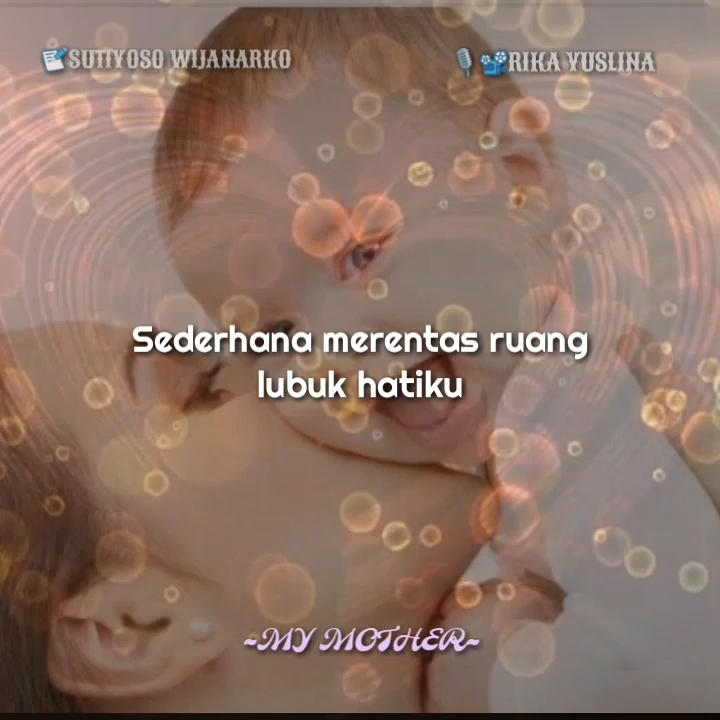 📝SUTIYOSO WIJANARKO
🎙️📽️RIKA YUSLINA
Sederhana merentas ruang
lubuk hatiku
~MY MOTHER~